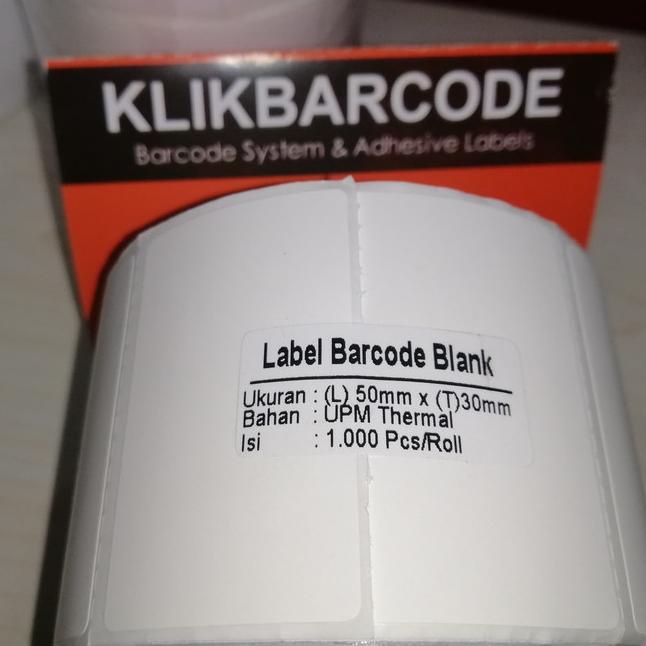 KLIKBARCODE
Barcode System & Adhesive Labels
Label Barcode Blank
Ukuran : (L) 50mm x (T)30mm
Bahan : UPM Thermal
Isi : 1.000 Pcs/Roll